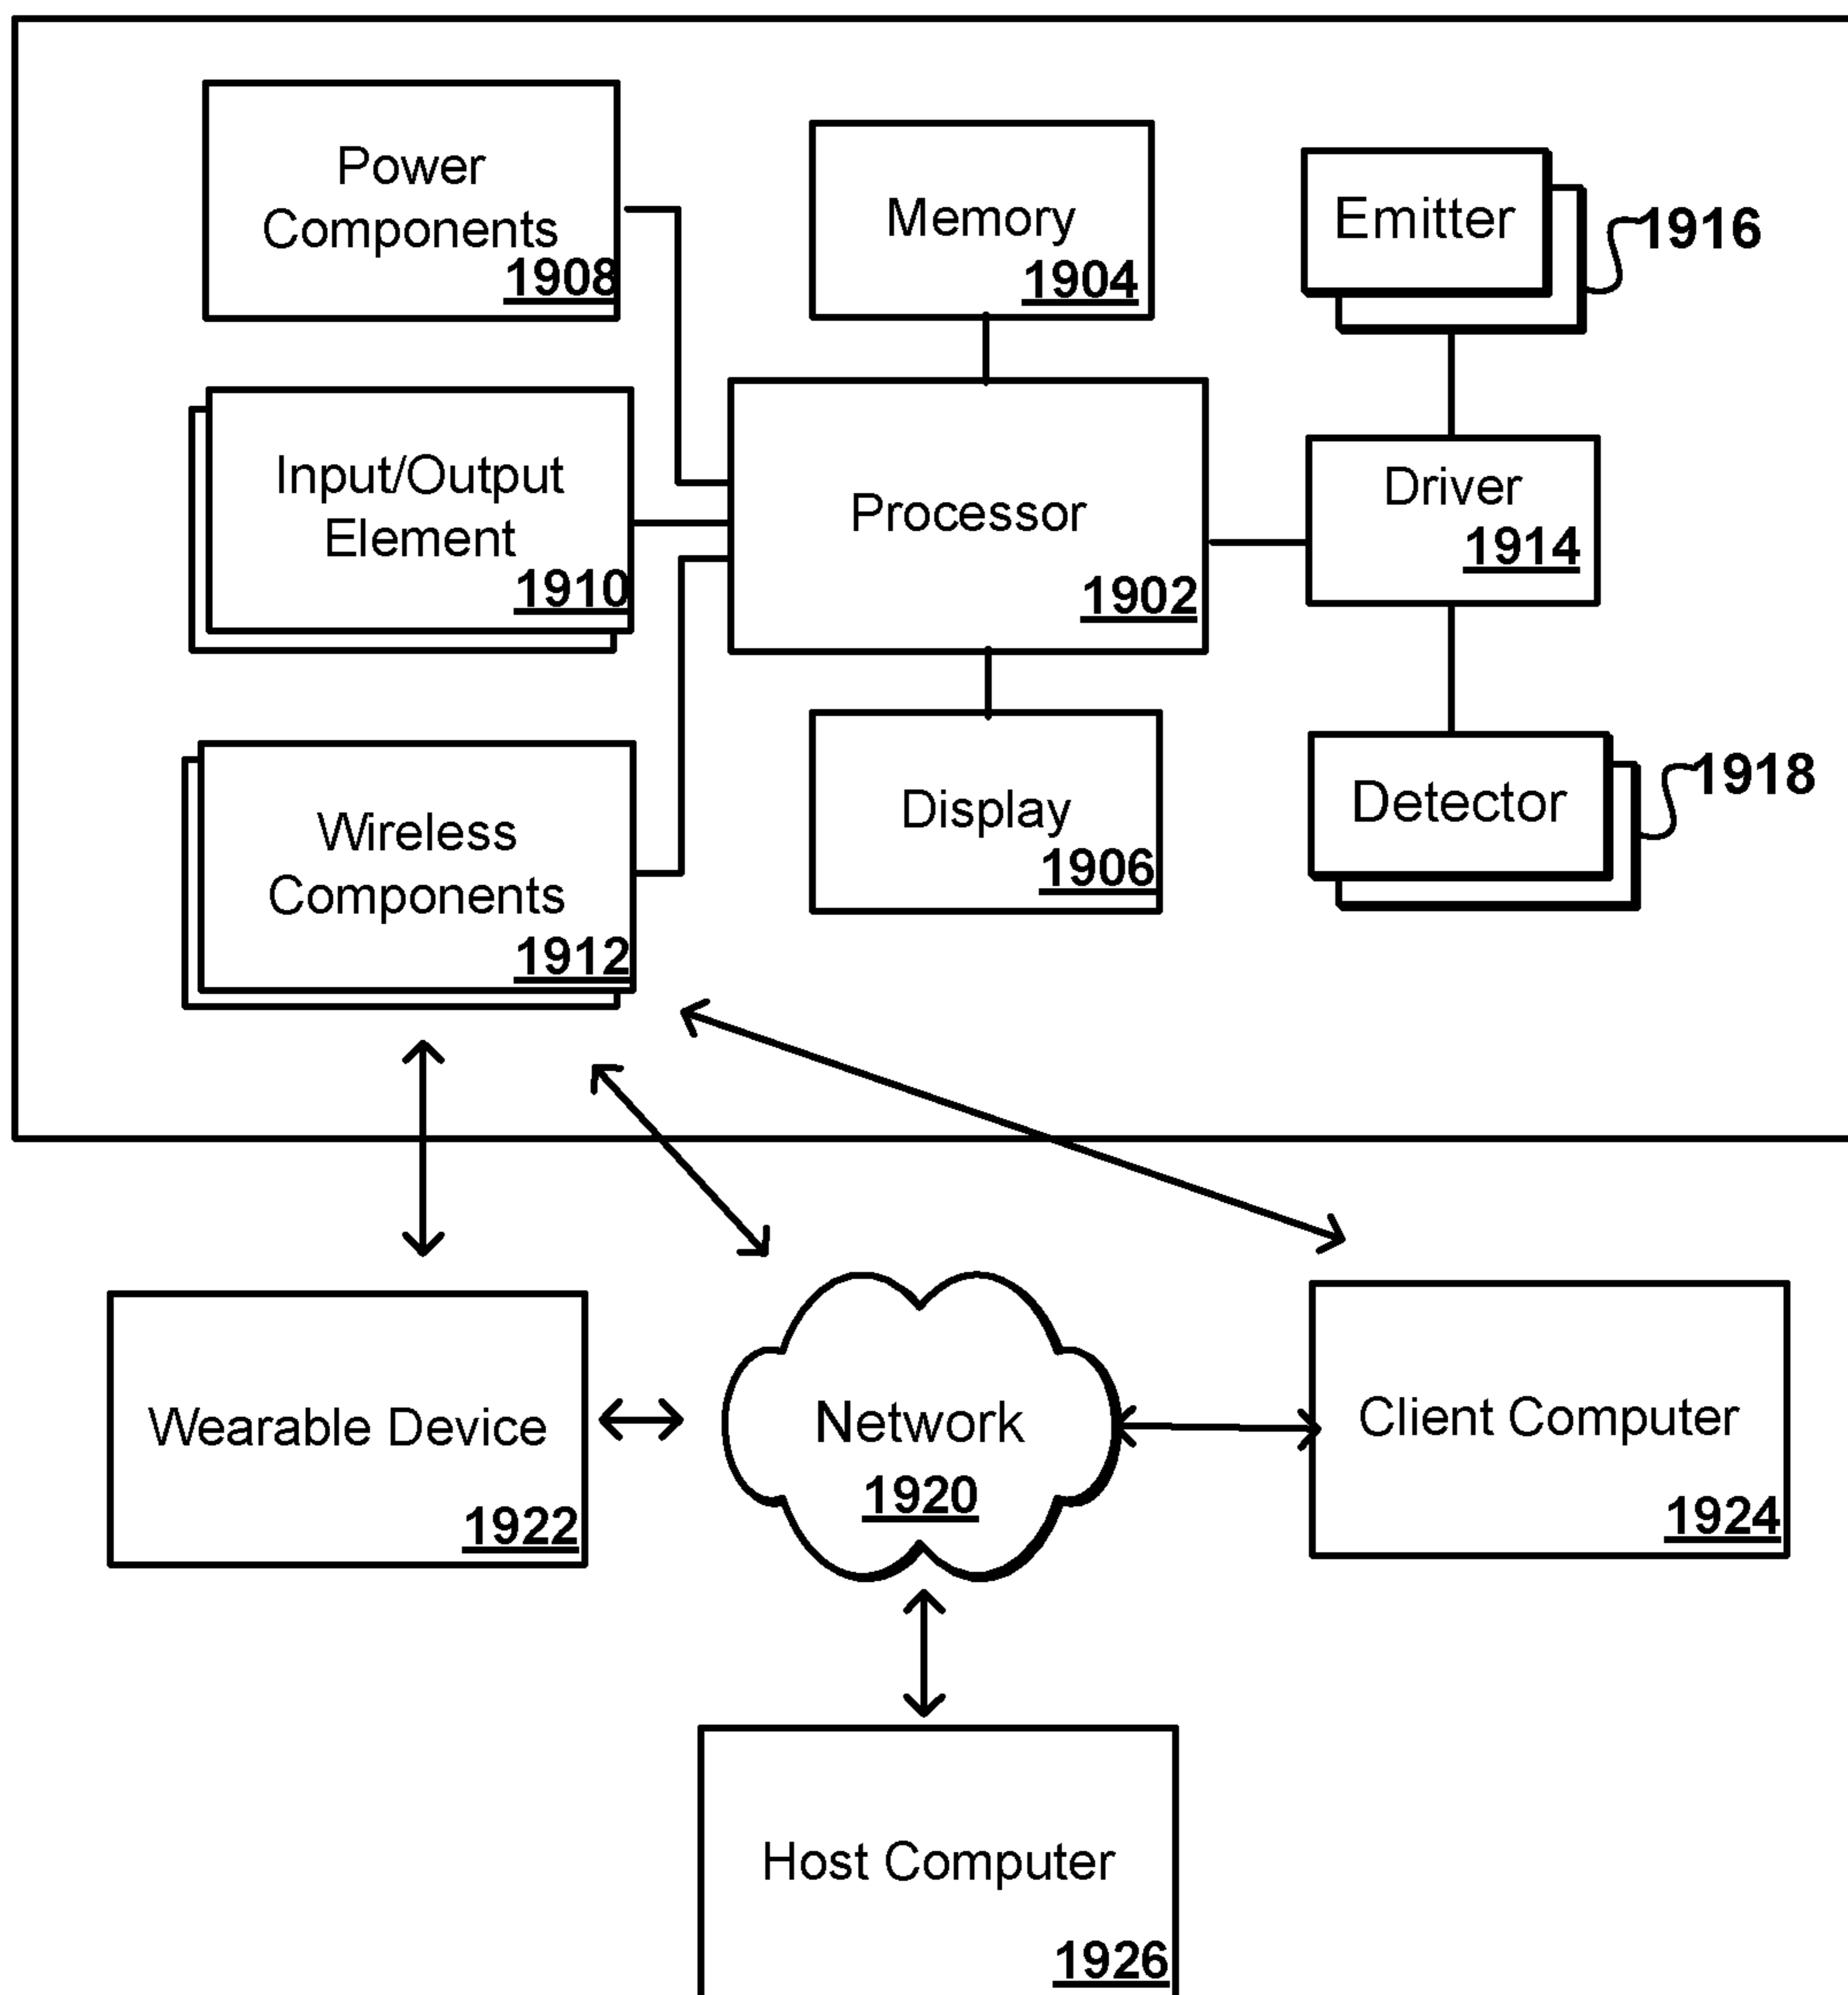 Power
Components
1908
Memory
1904
Emitter
1916
Input/Output
Element
1910
Processor
1902
Driver
1914
Wireless
Components
1912
Display
1906
Detector
1918
Wearable Device
1922
Network
1920
Client Computer
1924
Host Computer
1926